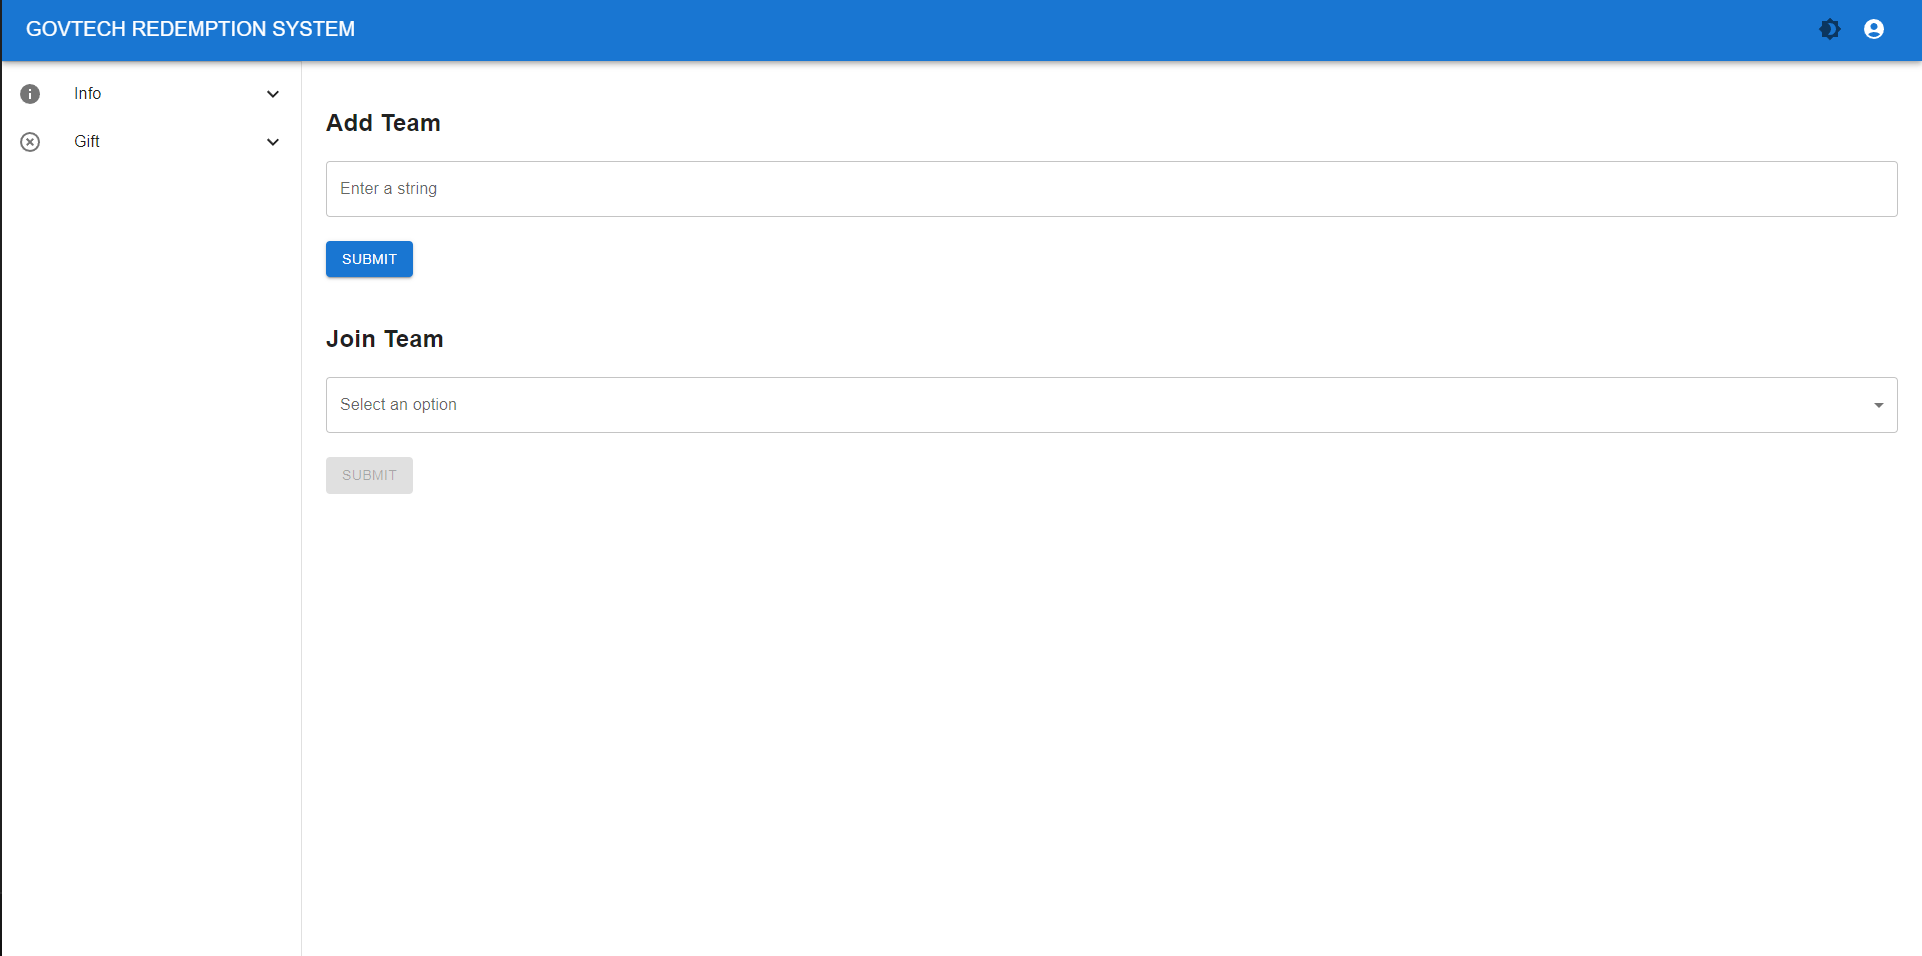 GOVTECH REDEMPTION SYSTEM
Info
Gift
Add Team
Enter a string
SUBMIT
Join Team
Select an option
SUBMIT